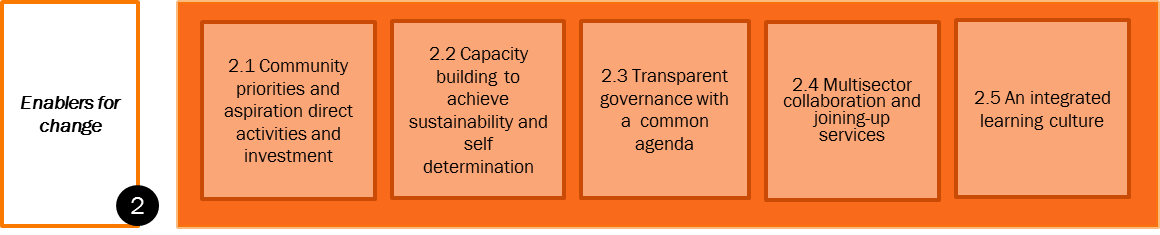 Enablers for
change
2
2.1 Community
priorities and
aspiration direct
activities and
investment
2.2 Capacity
building to
achieve
sustainability and
self
determination
2.3 Transparent
governance with
a common
agenda
2.4 Multisector
collaboration and
joining-up
services
2.5 An integrated
learning culture